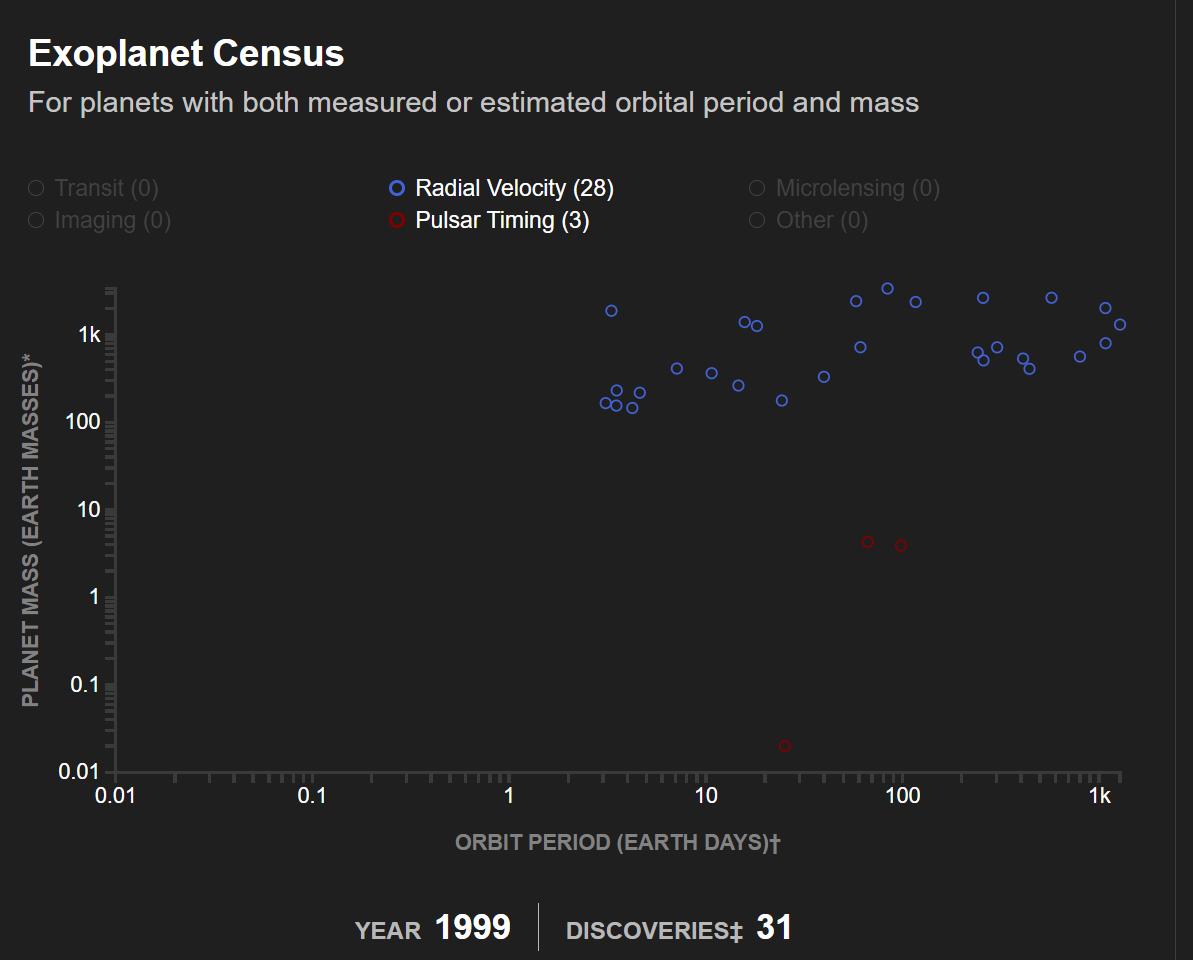 Exoplanet Census
For planets with both measured or estimated orbital period and mass
Transit (0)
Radial Velocity (28)
Microlensing (0)
Imaging (0)
Pulsar Timing (3)
Other (0)
PLANET MASS (EARTH MASSES)*
1k
100
10
1
0.1
0.01
0.01 0.1 1 10 100 1k
ORBIT PERIOD (EARTH DAYS)†
YEAR 1999 DISCOVERIES‡ 31